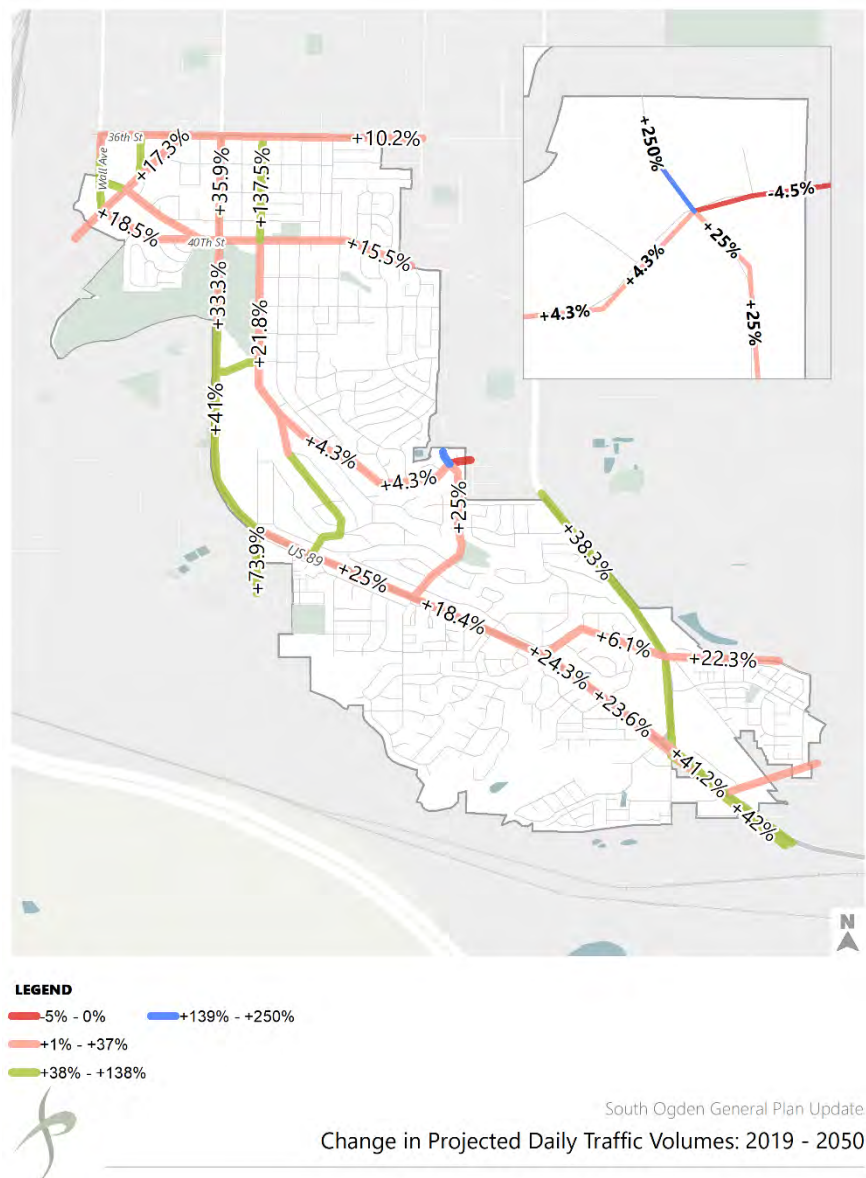 +250%
-4.5%
+25%
+4.3%
+4.3%
+25%
36th St
+10.2%
+17.3%
Wall Ave
+35.9%
+137.5%
+18.5%
40Th St
+15.5%
+33.3%
+21.8%
+41%
+4.3%
+4.3%
+25%
+73.9%
US 89
+25%
+38.3%
+18.4%
+6.1%
+22.3%
+24.3%
+23.6%
+41.2%
+42%
N
LEGEND
-5% - 0%
+139% - +250%
+1% - +37%
+38% - +138%
South Ogden General Plan Update
Change in Projected Daily Traffic Volumes: 2019 - 2050